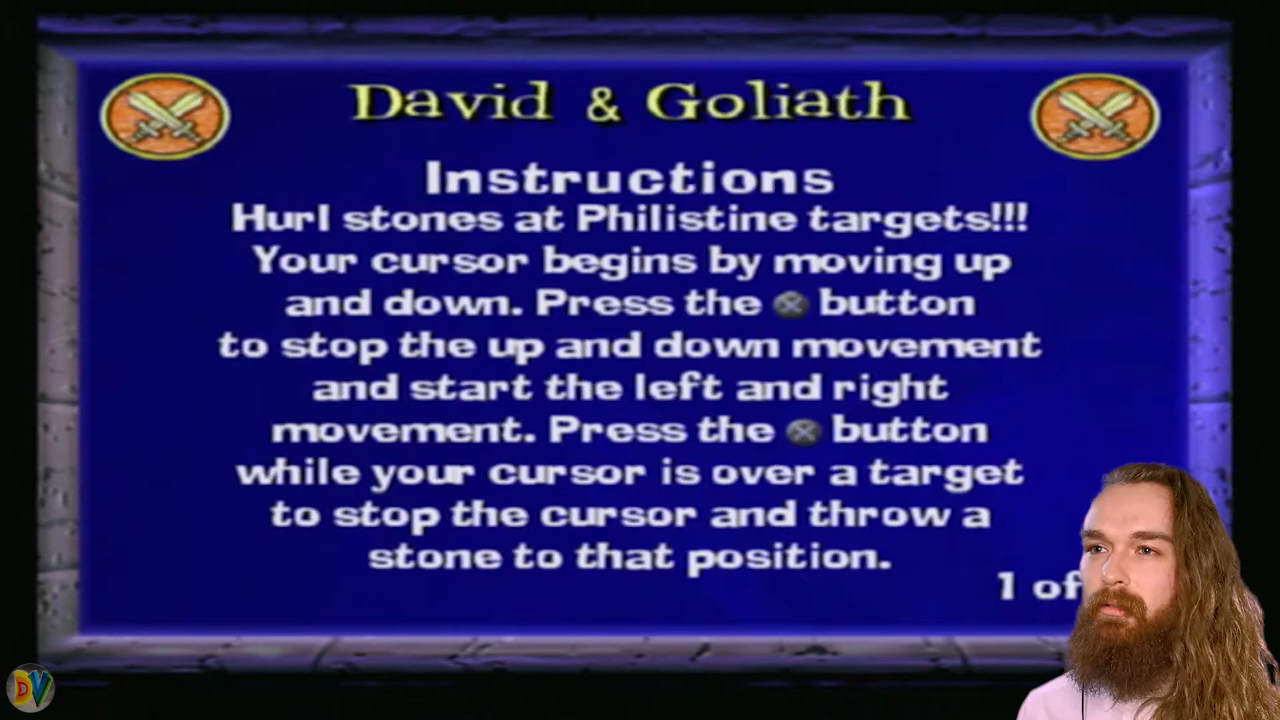 David & Goliath
Instructions
Hurl stones at Philistine targets!!!
Your cursor begins by moving up
and down. Press the ⊗ button
to stop the up and down movement
and start the left and right
movement. Press the ⊗ button
while your cursor is over a target
to stop the cursor and throw a
stone to that position.
1 of
DV